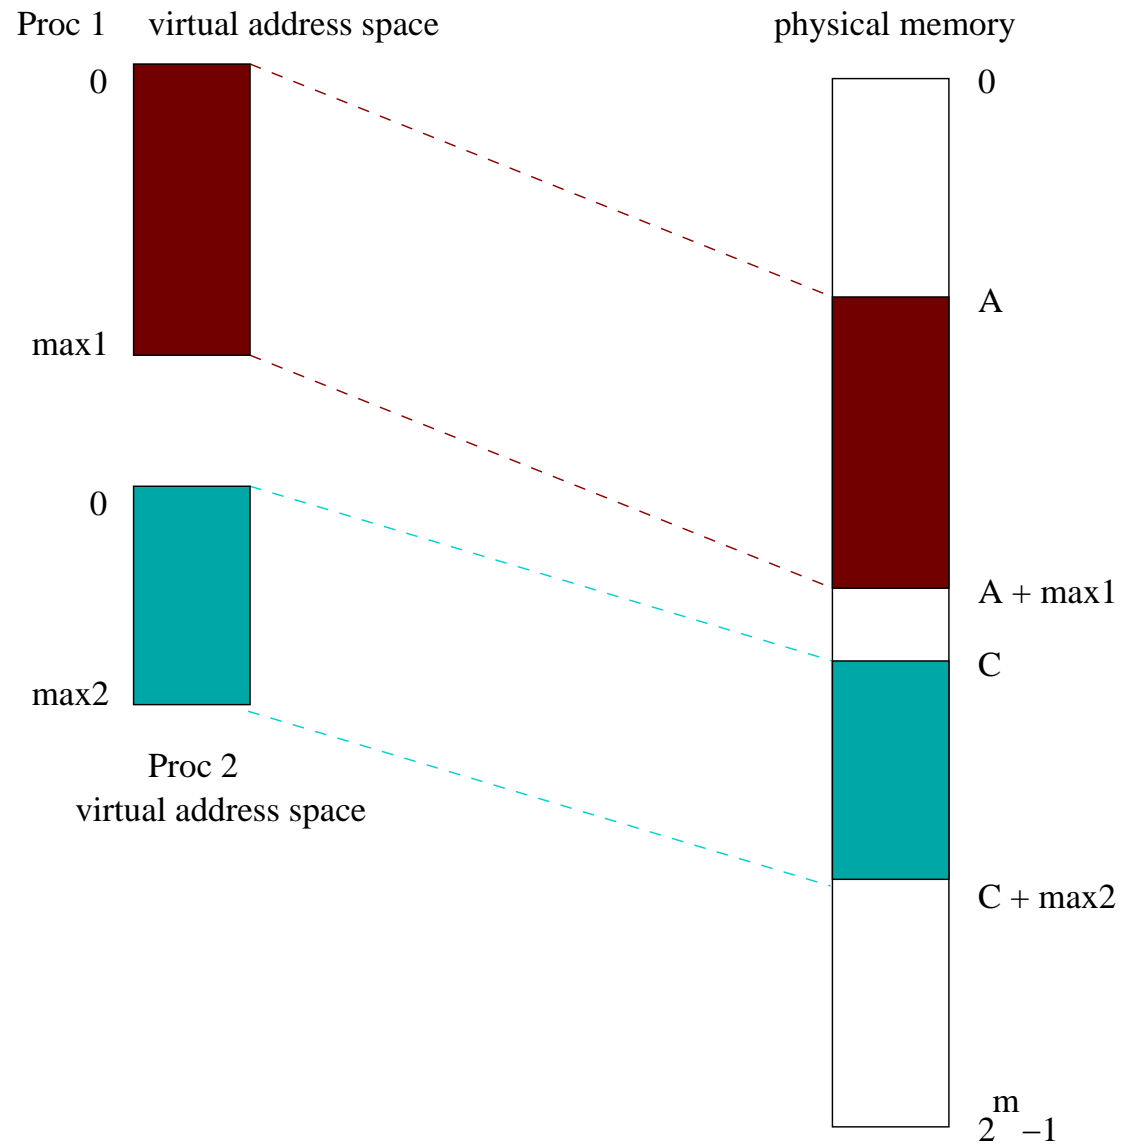 Proc 1 virtual address space
physical memory
0
max1
0
max2
Proc 2
virtual address space
0
A
A + max1
C
C + max2
2^m −1